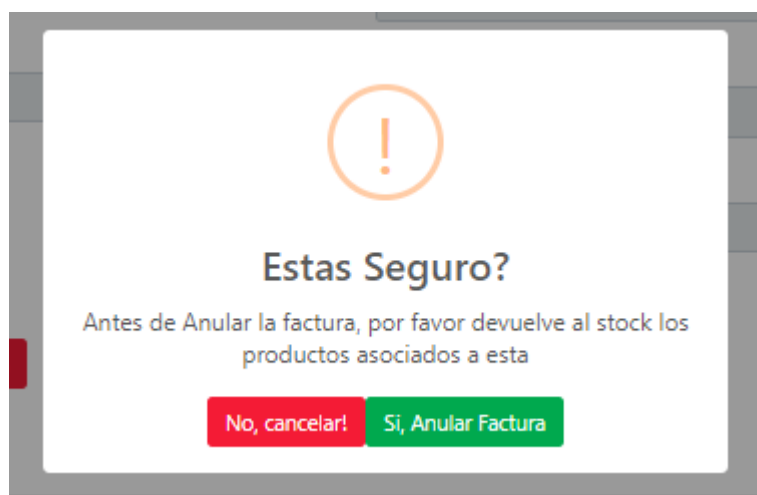 Estas Seguro?
Antes de Anular la factura, por favor devuelve al stock los
productos asociados a esta
No, cancelar! Si, Anular Factura